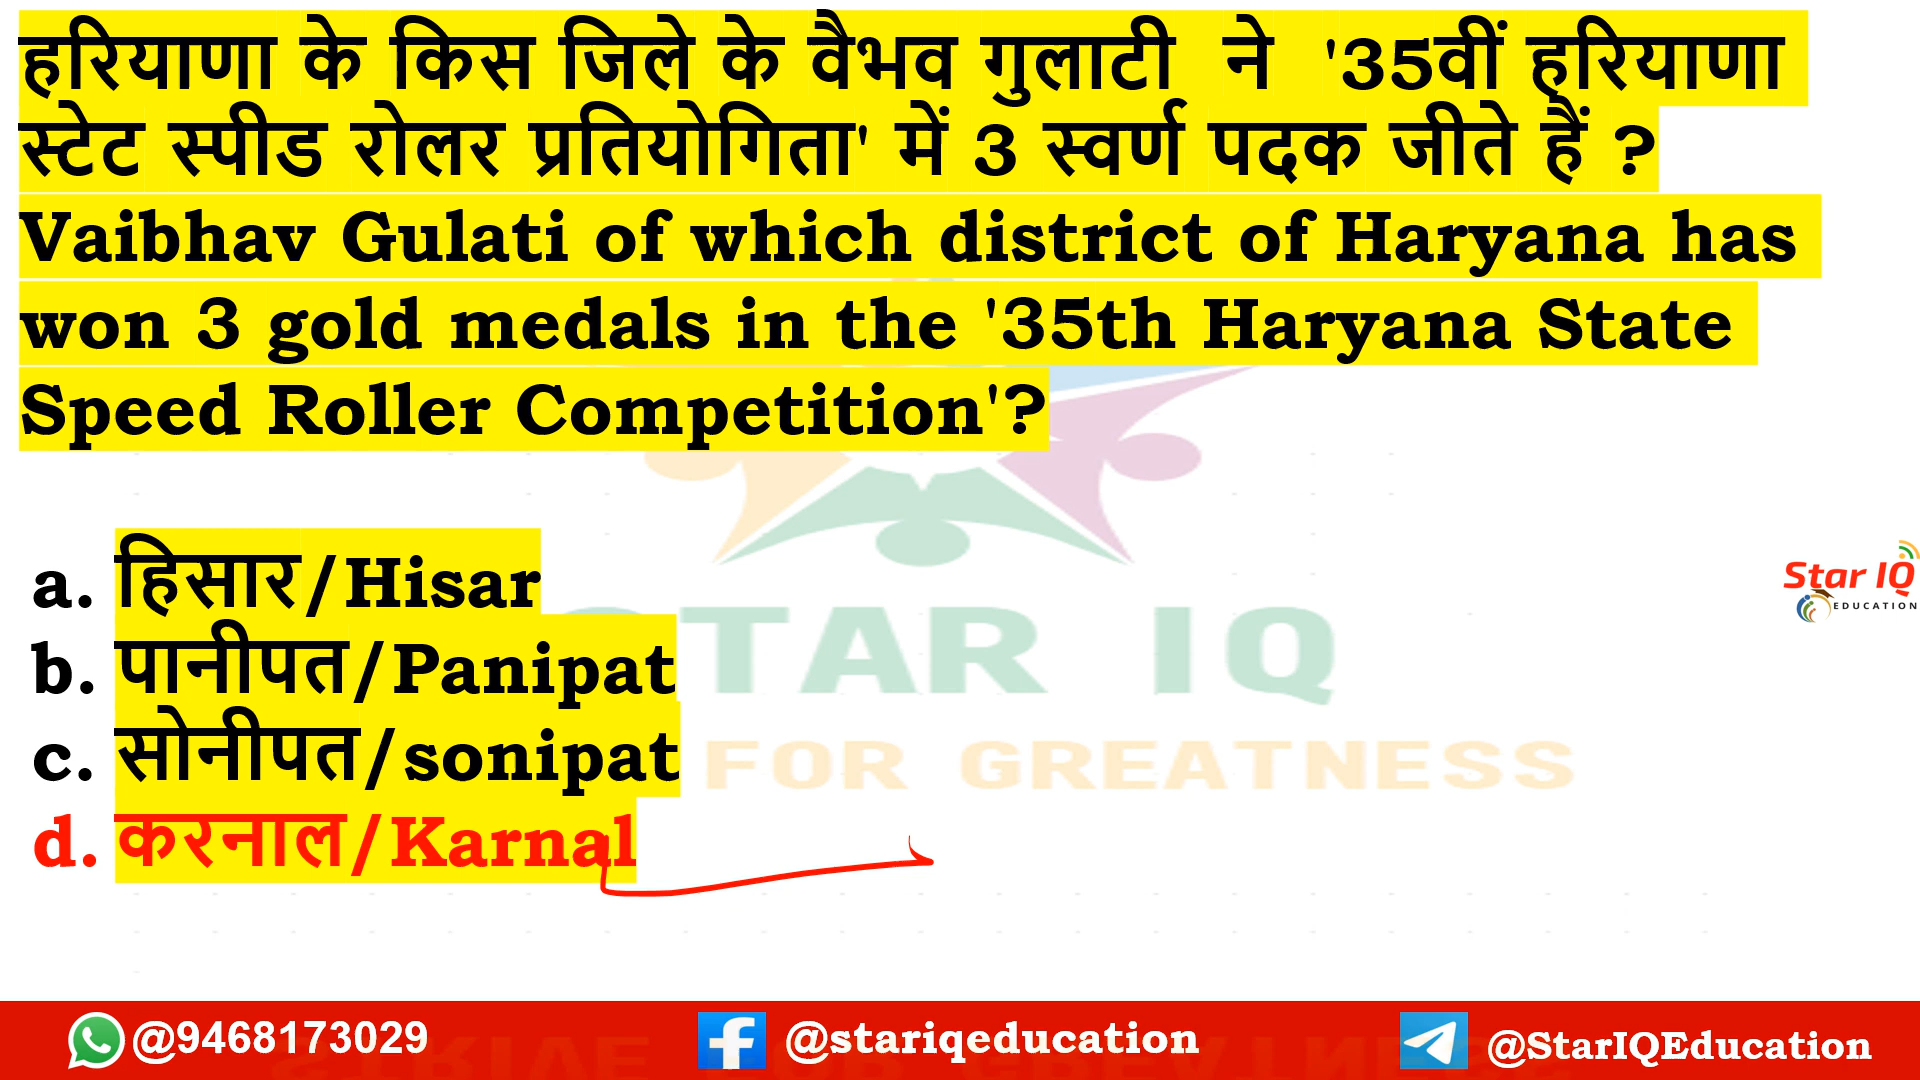 हरियाणा के किस जिले के वैभव गुलाटी ने '35वीं हरियाणा
स्टेट स्पीड रोलर प्रतियोगिता' में 3 स्वर्ण पदक जीते हैं ?
Vaibhav Gulati of which district of Haryana has
won 3 gold medals in the '35th Haryana State
Speed Roller Competition'?
a. हिसार/Hisar
b. पानीपत/Panipat
c. सोनीपत/sonipat
d. करनाल/Karnal
STAR IQ
FOR GREATNESS
Star IQ
EDUCATION
@9468173029
@stariqeducation
@StarIQEducation